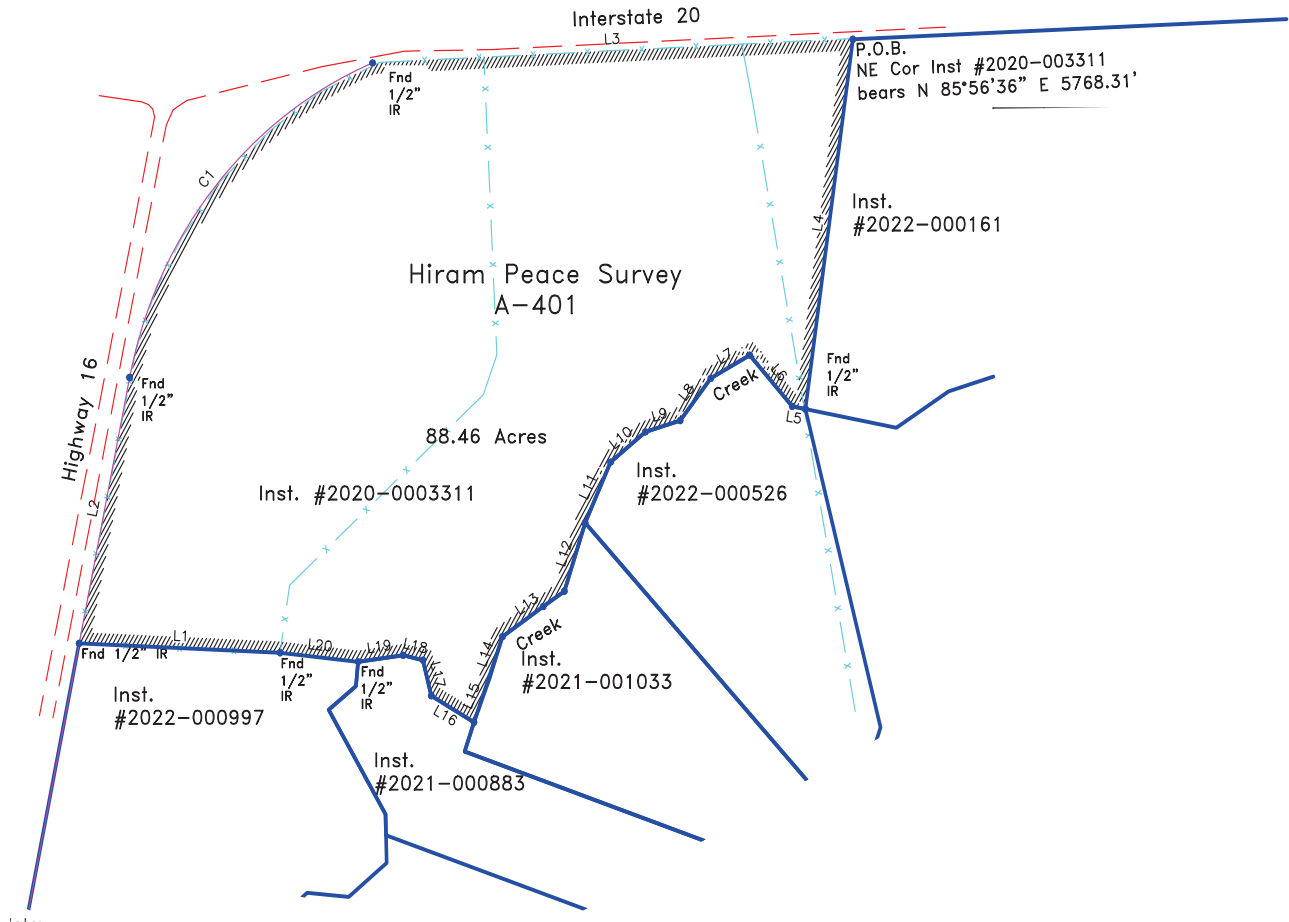 Interstate 20
L3
P.O.B.
NE Cor Inst #2020-003311
bears N 85°56'36" E 5768.31'
Fnd
1/2"
IR
C1
Inst.
#2022-000161
L4
Hiram Peace Survey
A-401
Fnd
1/2"
IR
Highway 16
L2
88.46 Acres
Inst. #2020-0003311
Fnd
1/2"
IR
L5
L6
L7
Creek
L8
L9
L10
Inst.
#2022-000526
L11
L12
L13
Creek
L14
L15
Inst.
#2021-001033
L1
L20
L19
L18
L17
L16
Fnd 1/2" IR
Fnd
1/2"
IR
Fnd
1/2"
IR
Inst.
#2022-000997
Inst.
#2021-000883